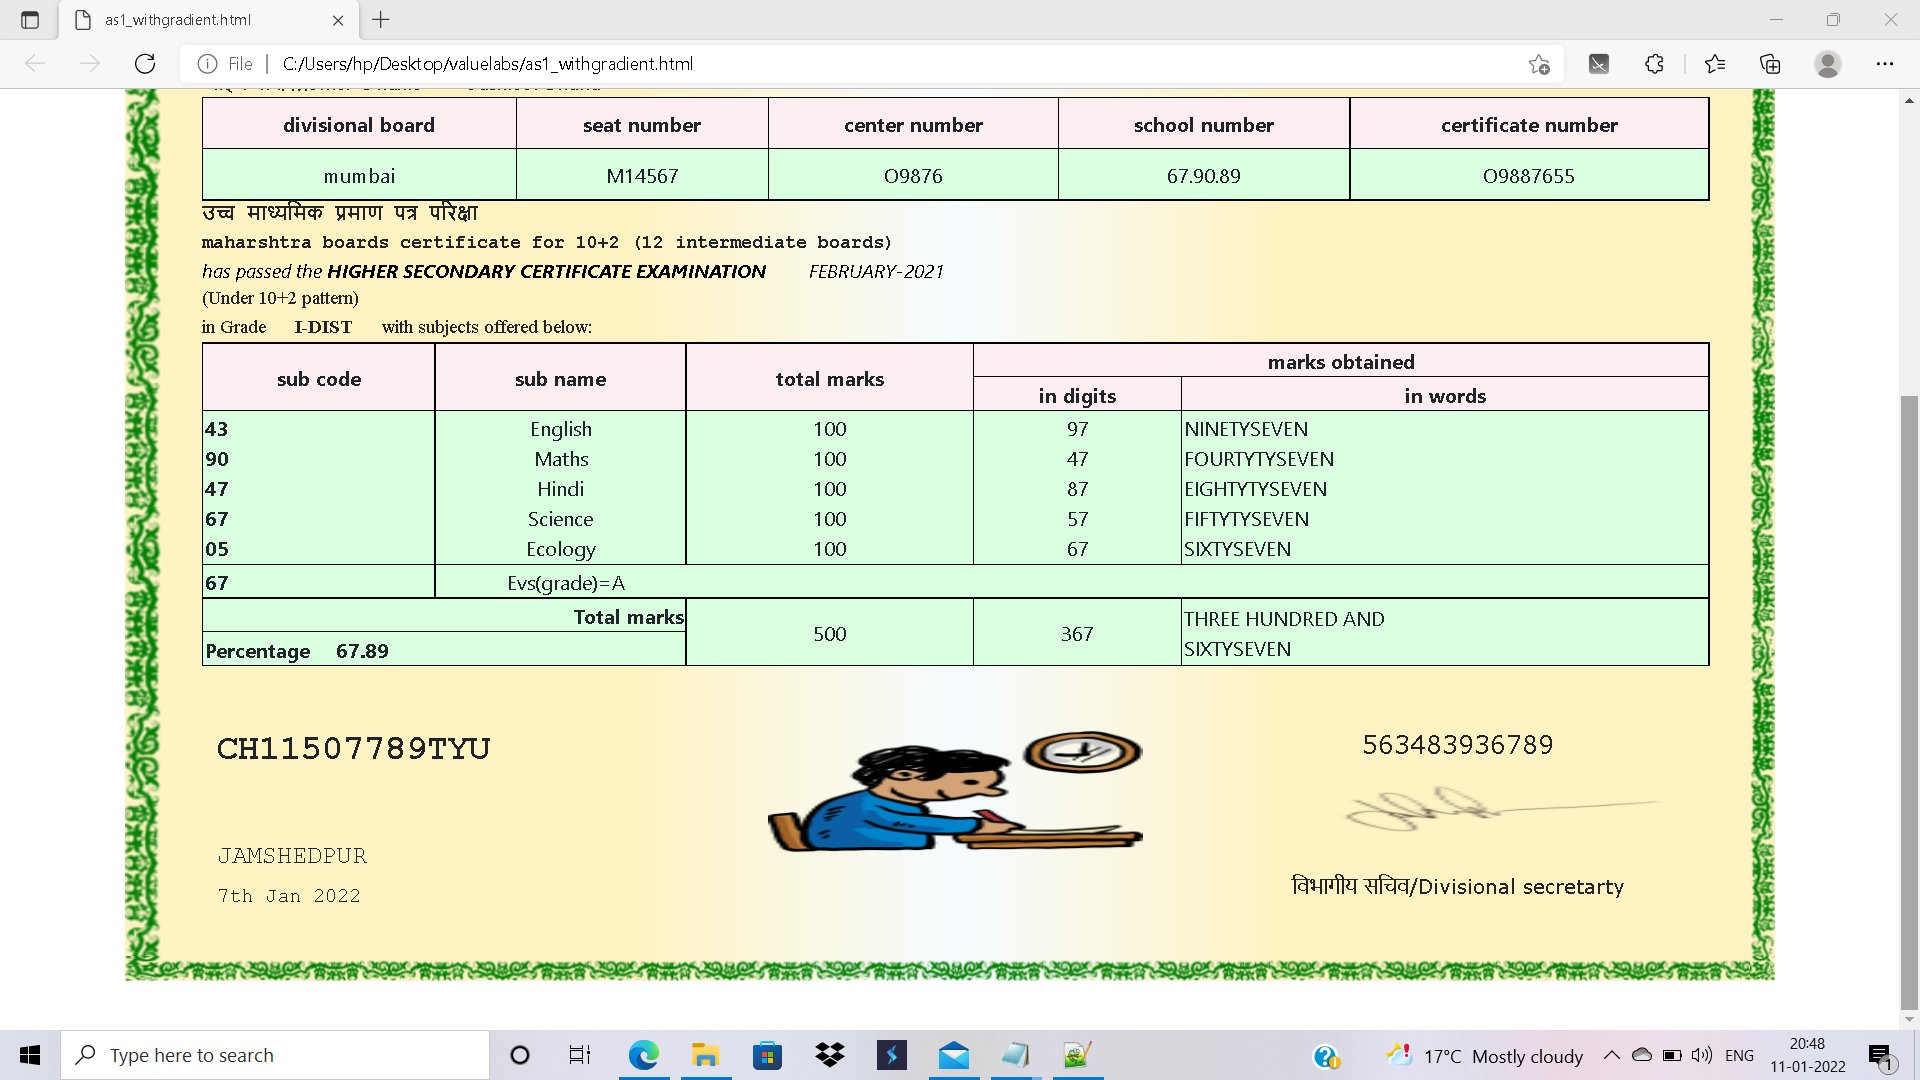 as1_withgradient.html
File C:/Users/hp/Desktop/valuelabs/as1_withgradient.html
divisional board seat number center number school number certificate number
mumbai M14567 O9876 67.90.89 O9887655
उच्च माध्यमिक प्रमाण पत्र परिक्षा
maharshtra boards certificate for 10+2 (12 intermediate boards)
has passed the HIGHER SECONDARY CERTIFICATE EXAMINATION FEBRUARY-2021
(Under 10+2 pattern)
in Grade I-DIST with subjects offered below:
sub code sub name total marks marks obtained
in digits in words
43 English 100 97 NINETYSEVEN
90 Maths 100 47 FOURTYTYSEVEN
47 Hindi 100 87 EIGHTYTYSEVEN
67 Science 100 57 FIFTYTYSEVEN
05 Ecology 100 67 SIXTYSEVEN
67 Evs(grade)=A
Total marks 500 367 THREE HUNDRED AND
SIXTYSEVEN
Percentage 67.89
CH11507789TYU
563483936789
JAMSHEDPUR
7th Jan 2022
विभागीय सचिव/Divisional secretarty
Type here to search
17°C Mostly cloudy
ENG
20:48
11-01-2022
1